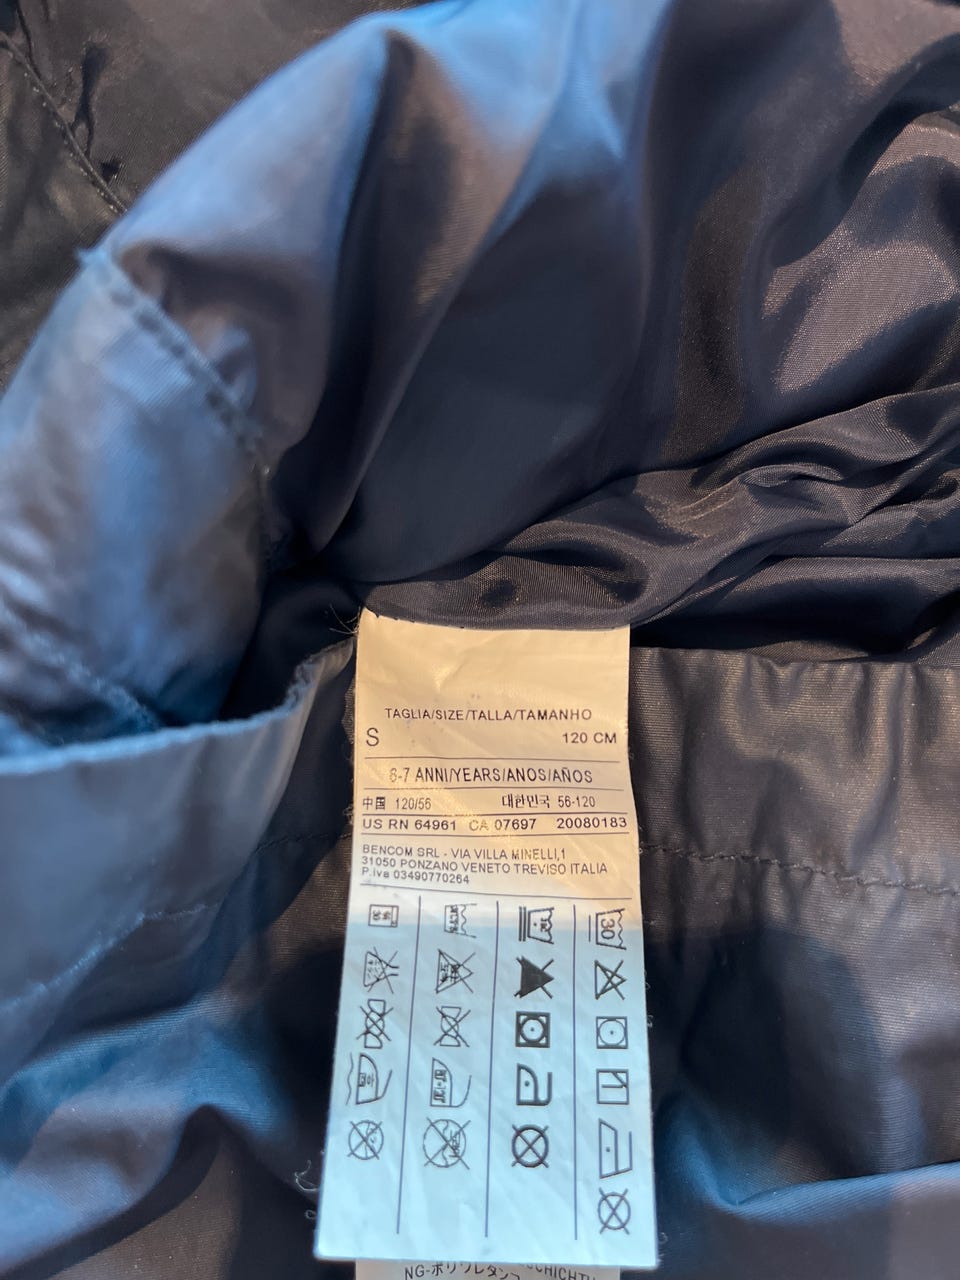 TAGLIA/SIZE/TALLA/TAMANHO
S 120 CM
6-7 ANNI/YEARS/ANOS/AÑOS
中国 120/56 대한민국 56-120
US RN 64961 CA 07697 20080183
BENCOM SRL - VIA VILLA MINELLI,1
31050 PONZANO VENETO TREVISO ITALIA
P.Iva 03490770264
30